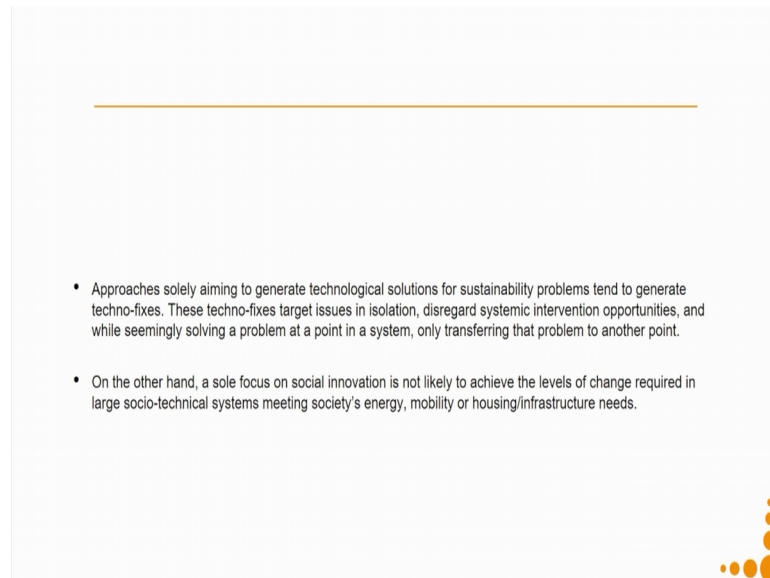 • Approaches solely aiming to generate technological solutions for sustainability problems tend to generate
techno-fixes. These techno-fixes target issues in isolation, disregard systemic intervention opportunities, and
while seemingly solving a problem at a point in a system, only transferring that problem to another point.
• On the other hand, a sole focus on social innovation is not likely to achieve the levels of change required in
large socio-technical systems meeting society's energy, mobility or housing/infrastructure needs.